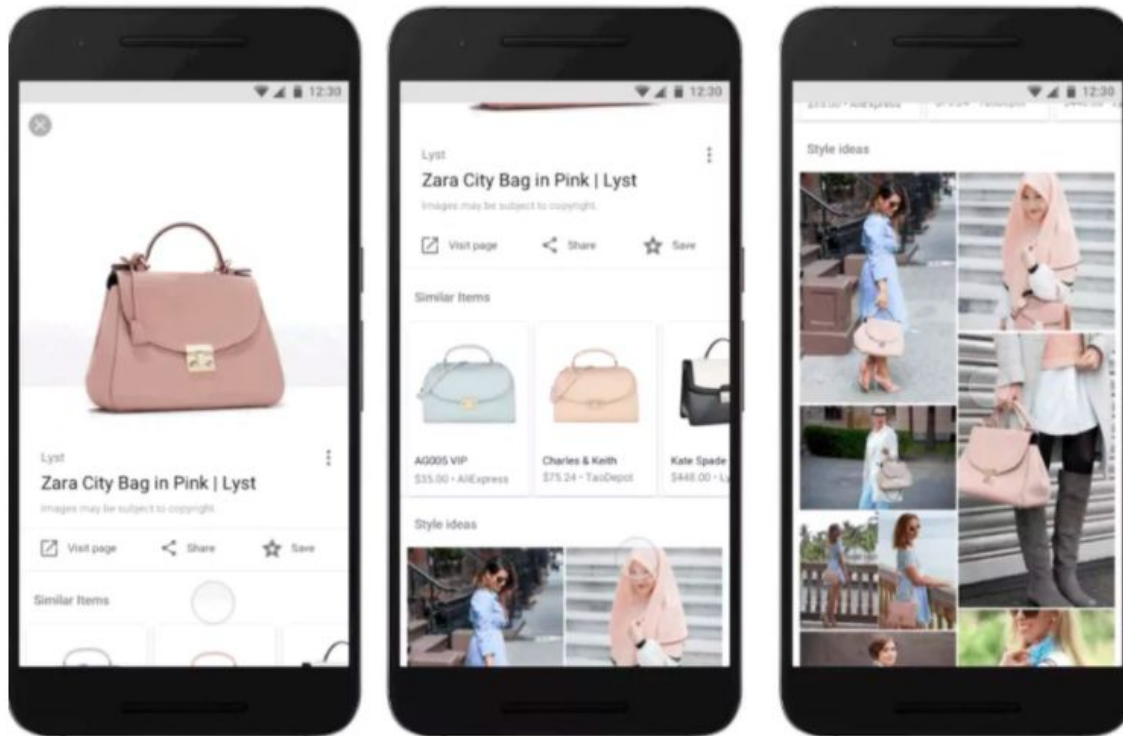 12:30
Lyst
Zara City Bag in Pink | Lyst
Images may be subject to copyright.
Visit page
Share
Save
Similar Items
12:30
Lyst
Zara City Bag in Pink | Lyst
Images may be subject to copyright.
Visit page
Share
Save
Similar Items
AG005 VIP
$35.00 • AliExpress
Charles & Keith
$75.24 • TaoDepot
Kate Spade
$448.00 • Ly
Style ideas
12:30
Style ideas